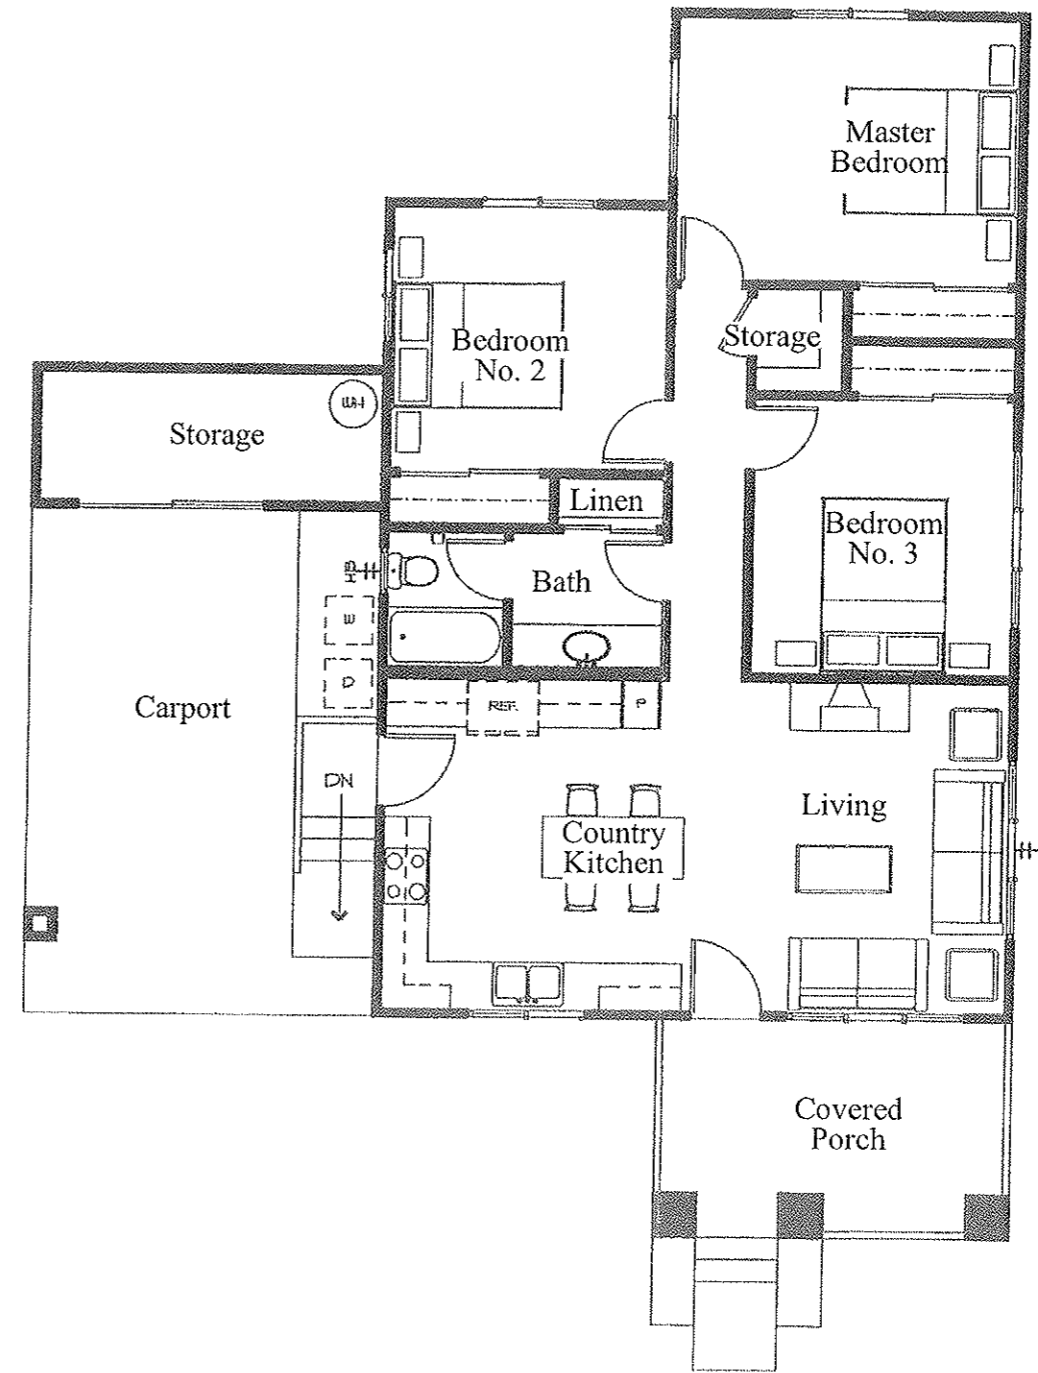 Master
Bedroom
Storage
Bedroom
No. 2
WH
Storage
Linen
Bedroom
No. 3
HB
Bath
W
D
Carport
REF.
P
DN
Living
Country
Kitchen
Covered
Porch